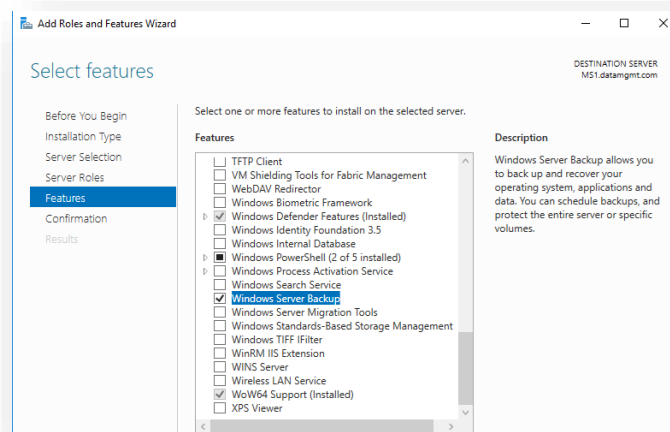 Add Roles and Features Wizard
Select features
DESTINATION SERVER
MS1.datamgmt.com
Before You Begin
Installation Type
Server Selection
Server Roles
Features
Confirmation
Results
Select one or more features to install on the selected server.
Features
TFTP Client
VM Shielding Tools for Fabric Management
WebDAV Redirector
Windows Biometric Framework
Windows Defender Features (Installed)
Windows Identity Foundation 3.5
Windows Internal Database
Windows PowerShell (2 of 5 installed)
Windows Process Activation Service
Windows Search Service
Windows Server Backup
Windows Server Migration Tools
Windows Standards-Based Storage Management
Windows TIFF IFilter
WinRM IIS Extension
WINS Server
Wireless LAN Service
WoW64 Support (Installed)
XPS Viewer
Description
Windows Server Backup allows you
to back up and recover your
operating system, applications and
data. You can schedule backups, and
protect the entire server or specific
volumes.